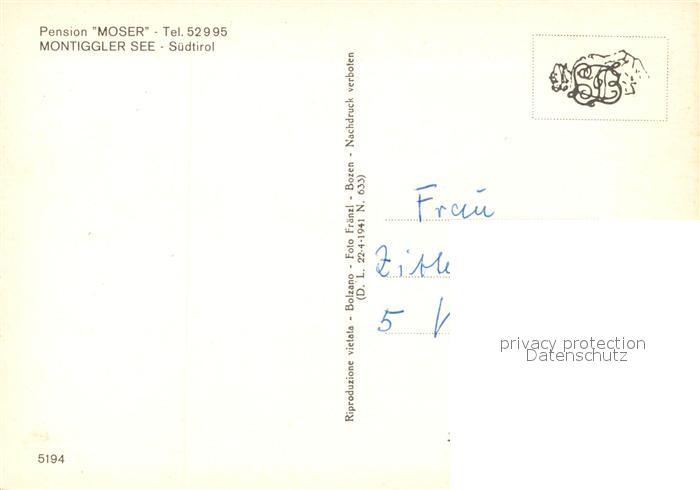 Pension "MOSER" - Tel. 52995
MONTIGGLER SEE - Südtirol
Riproduzione vietata - Bolzano - Foto Fränzl - Bozen - Nachdruck verboten
(D. L. 22-4-1941 N. 633)
Frau
5
privacy protection
Datenschutz
5194